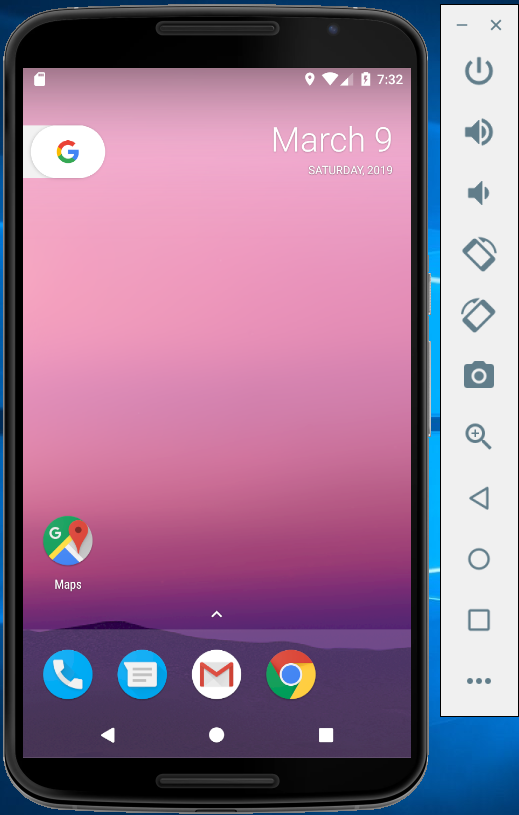 7:32
G
March 9
SATURDAY, 2019
G
Maps